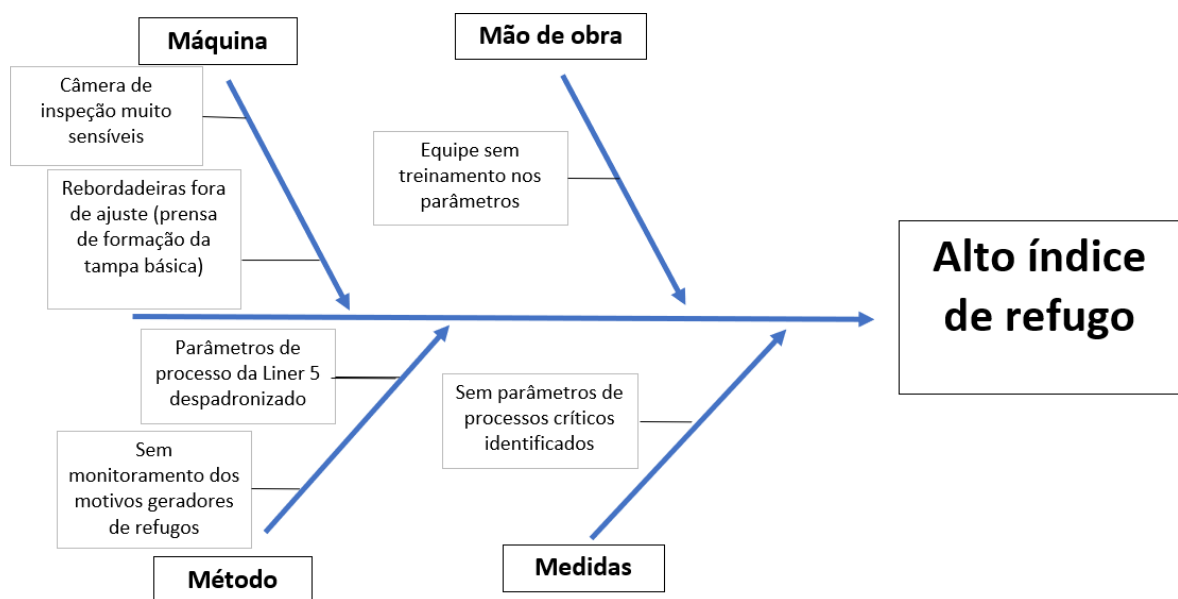 Máquina
Mão de obra
Câmera de
inspeção muito
sensíveis
Rebordadeiras fora
de ajuste (prensa
de formação da
tampa básica)
Equipe sem
treinamento nos
parâmetros
Alto índice
de refugo
Parâmetros de
processo da Liner 5
despadronizado
Sem
monitoramento dos
motivos geradores
de refugos
Sem parâmetros de
processos críticos
identificados
Método
Medidas